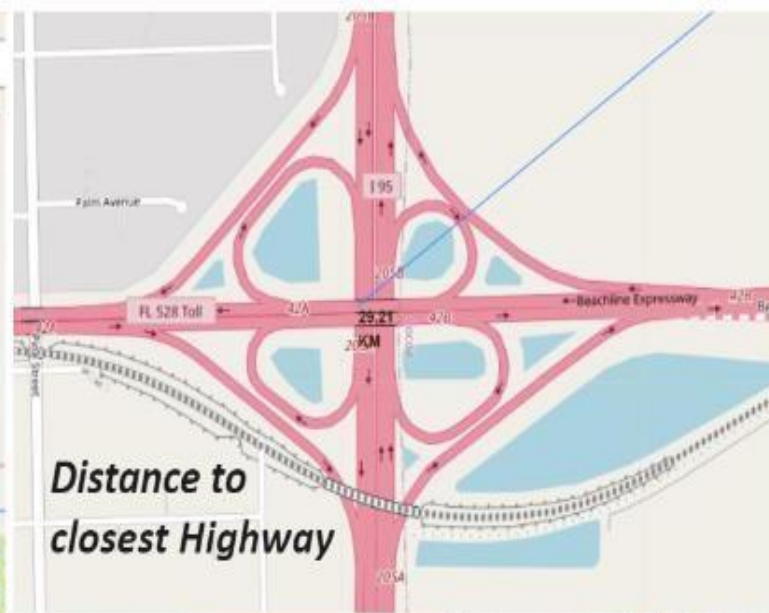 205B
I 95
Palm Avenue
205B
Beachline Expressway
42B
FL 528 Toll
42A
29.21
42B
KM
Distance to
closest Highway
205A